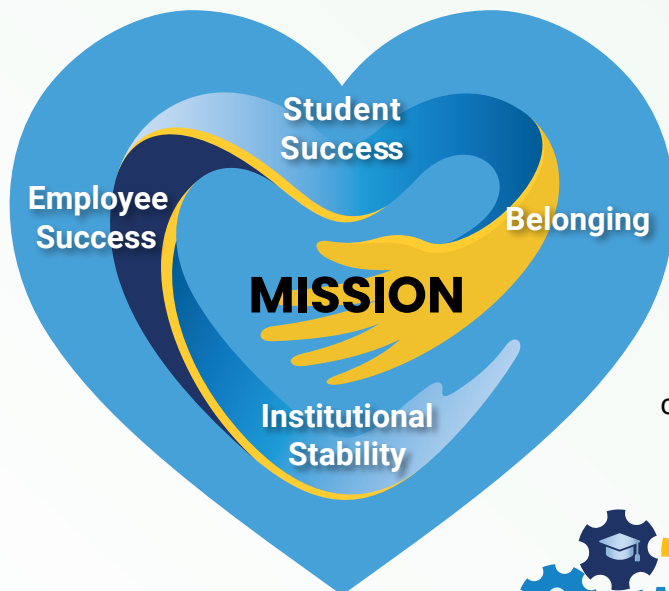 Student
Success
Employee
Success
Belonging
MISSION
Institutional
Stability